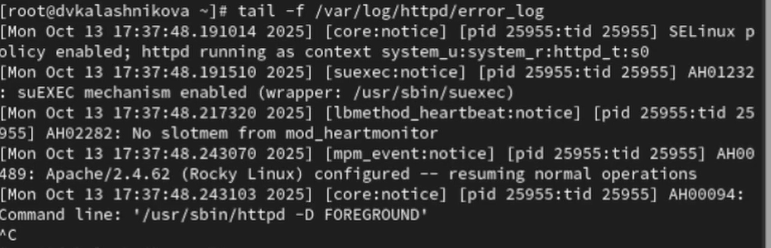 [root@dvkalashnikova ~]# tail -f /var/log/httpd/error_log
[Mon Oct 13 17:37:48.191014 2025] [core:notice] [pid 25955:tid 25955] SELinux p
olicy enabled; httpd running as context system_u:system_r:httpd_t:s0
[Mon Oct 13 17:37:48.191510 2025] [suexec:notice] [pid 25955:tid 25955] AH01232
: suEXEC mechanism enabled (wrapper: /usr/sbin/suexec)
[Mon Oct 13 17:37:48.217320 2025] [lbmethod_heartbeat:notice] [pid 25955:tid 25
955] AH02282: No slotmem from mod_heartmonitor
[Mon Oct 13 17:37:48.243070 2025] [mpm_event:notice] [pid 25955:tid 25955] AH00
489: Apache/2.4.62 (Rocky Linux) configured -- resuming normal operations
[Mon Oct 13 17:37:48.243103 2025] [core:notice] [pid 25955:tid 25955] AH00094:
Command line: '/usr/sbin/httpd -D FOREGROUND'
^C